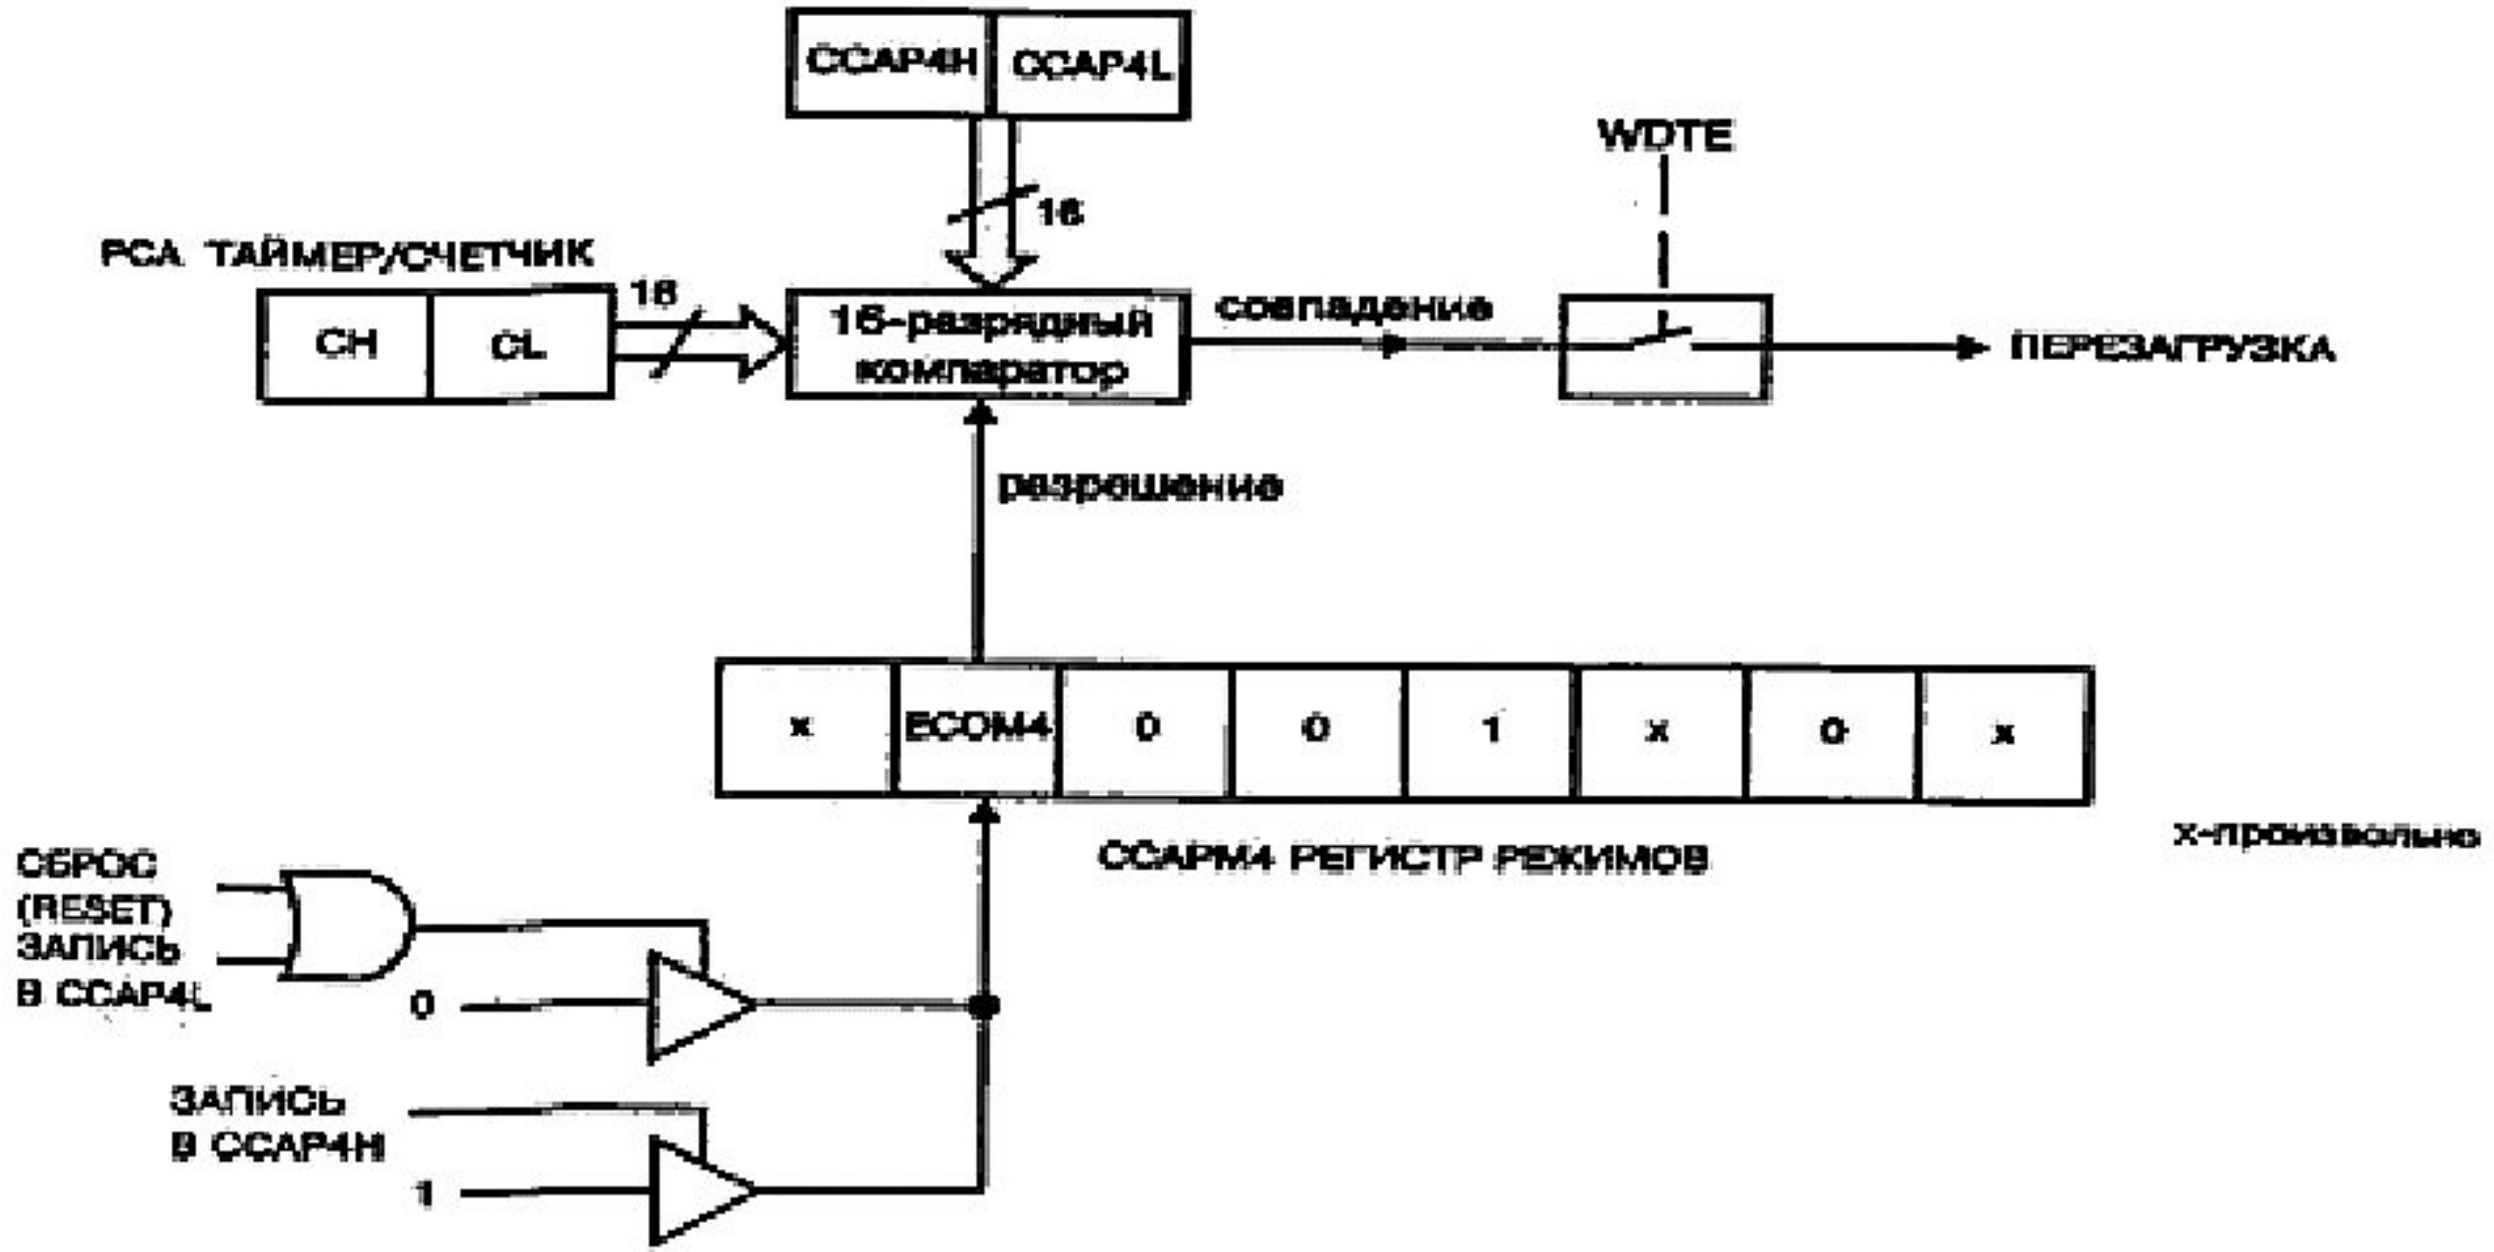 CCAP4H CCAP4L
WDTE
16
PCA ТАЙМЕР/СЧЕТЧИК
16
CH CL
16-разрядный
компаратор
совпадение
ПЕРЕЗАГРУЗКА
разрешение
x ECOM4 0 0 1 x 0 x
CCAPM4 РЕГИСТР РЕЖИМОВ
x-произвольно
СБРОС
(RESET)
ЗАПИСЬ
В CCAP4L
0
ЗАПИСЬ
В CCAP4H
1